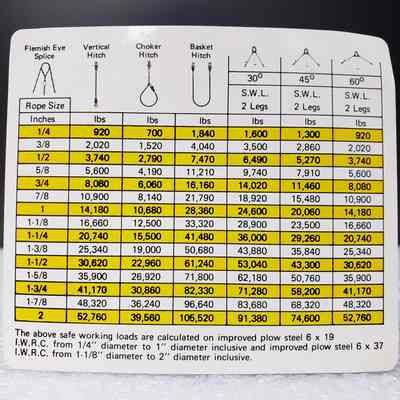 Flemish Eye Splice Vertical Hitch Choker Hitch Basket Hitch 30° 45° 60°
S.W.L. 2 Legs S.W.L. 2 Legs S.W.L. 2 Legs
Rope Size
Inches lbs lbs lbs lbs lbs lbs
1/4 920 700 1,840 1,600 1,300 920
3/8 2,020 1,520 4,040 3,500 2,860 2,020
1/2 3,740 2,790 7,470 6,490 5,270 3,740
5/8 5,600 4,190 11,210 9,740 7,910 5,600
3/4 8,080 6,060 16,160 14,020 11,460 8,080
7/8 10,900 8,140 21,790 18,920 15,480 10,900
1 14,180 10,680 28,360 24,600 20,060 14,180
1-1/8 16,660 12,500 33,320 28,900 23,500 16,660
1-1/4 20,740 15,500 41,480 36,000 29,260 20,740
1-3/8 25,340 19,000 50,680 43,880 35,840 25,340
1-1/2 30,620 22,960 61,240 53,040 43,300 30,620
1-5/8 35,900 26,920 71,800 62,180 50,760 35,900
1-3/4 41,170 30,860 82,330 71,280 58,200 41,170
1-7/8 48,320 36,240 96,640 83,680 68,320 48,320
2 52,760 39,560 105,520 91,380 74,600 52,760
The above safe working loads are calculated on improved plow steel 6 x 19
I.W.R.C. from 1/4'' diameter to 1'' diameter inclusive and improved plow steel 6 x 37
I.W.R.C. from 1-1/8'' diameter to 2'' diameter inclusive.